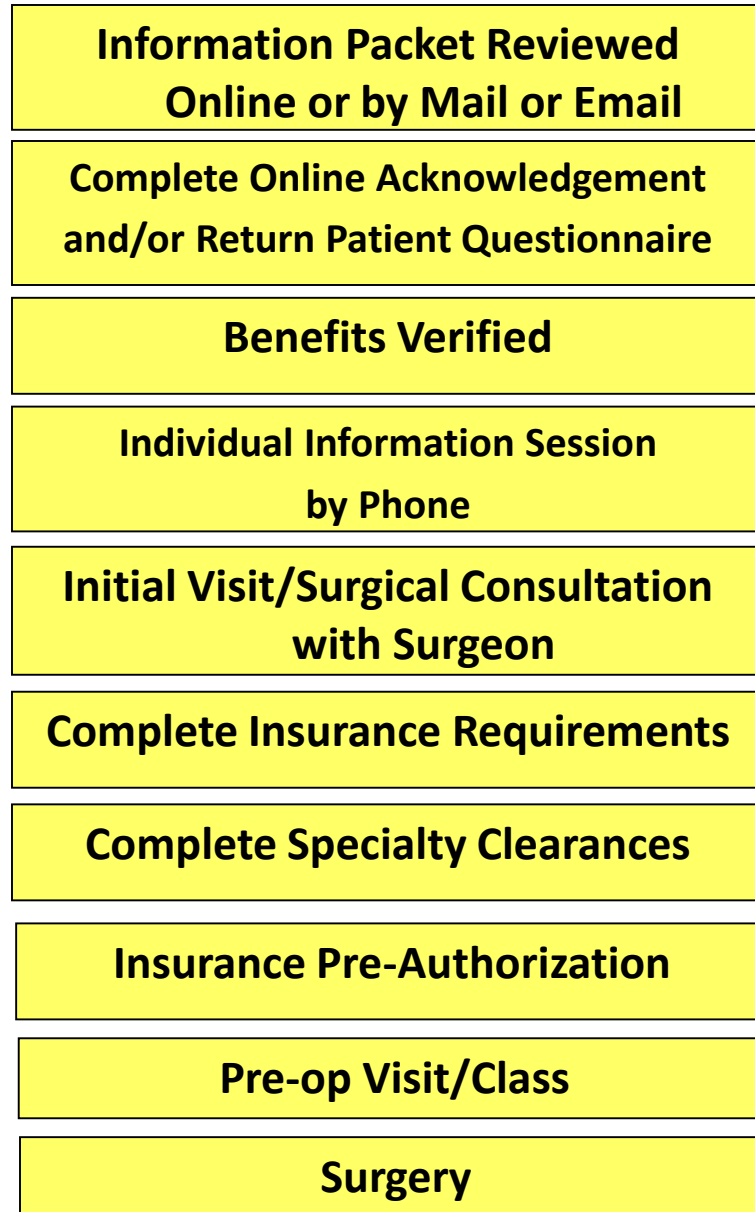 Information Packet Reviewed
Online or by Mail or Email
Complete Online Acknowledgement
and/or Return Patient Questionnaire
Benefits Verified
Individual Information Session
by Phone
Initial Visit/Surgical Consultation
with Surgeon
Complete Insurance Requirements
Complete Specialty Clearances
Insurance Pre-Authorization
Pre-op Visit/Class
Surgery